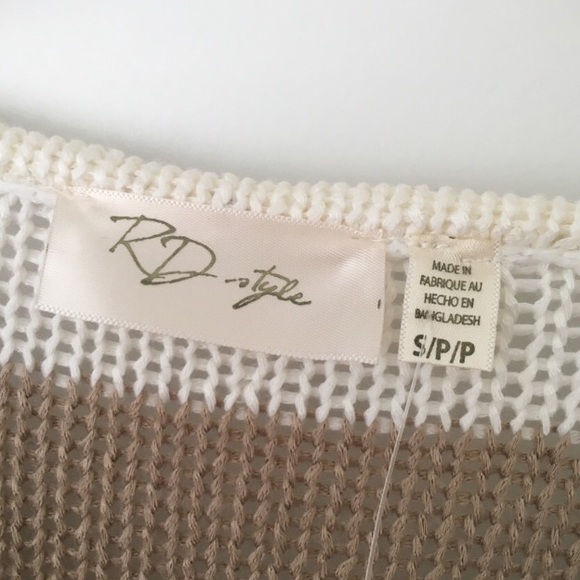 RD style
MADE IN
FABRIQUE AU
HECHO EN
BANGLADESH
S/P/P